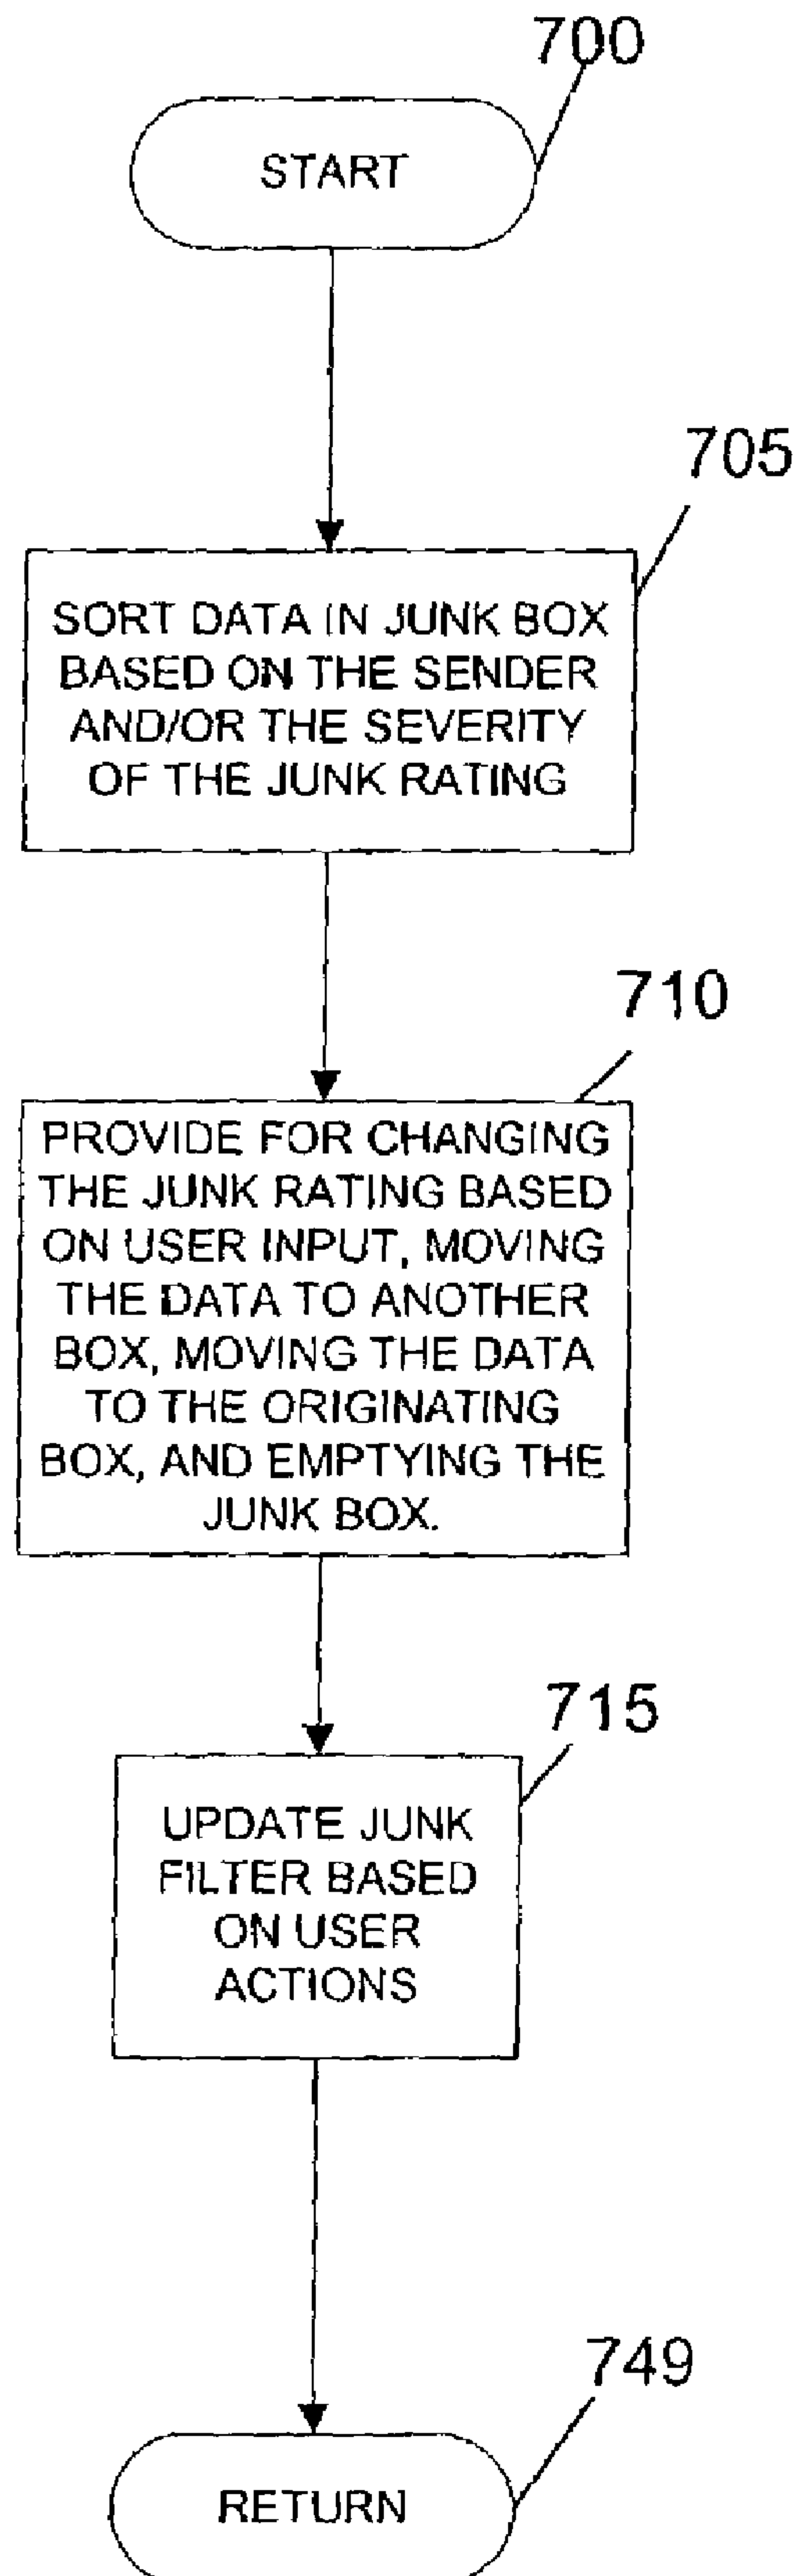 700
START
705
SORT DATA IN JUNK BOX
BASED ON THE SENDER
AND/OR THE SEVERITY
OF THE JUNK RATING
710
PROVIDE FOR CHANGING
THE JUNK RATING BASED
ON USER INPUT, MOVING
THE DATA TO ANOTHER
BOX, MOVING THE DATA
TO THE ORIGINATING
BOX, AND EMPTYING THE
JUNK BOX.
715
UPDATE JUNK
FILTER BASED
ON USER
ACTIONS
749
RETURN